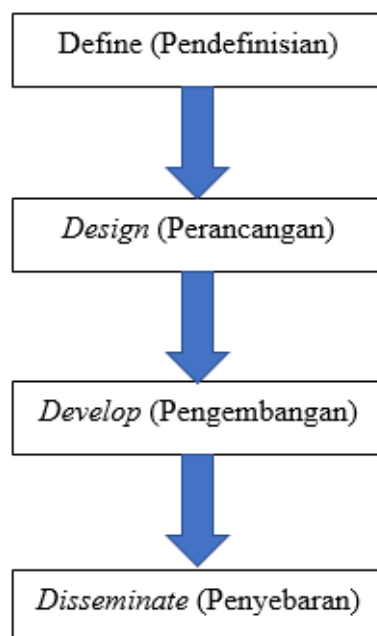 Define (Pendefinisian)
Design (Perancangan)
Develop (Pengembangan)
Disseminate (Penyebaran)